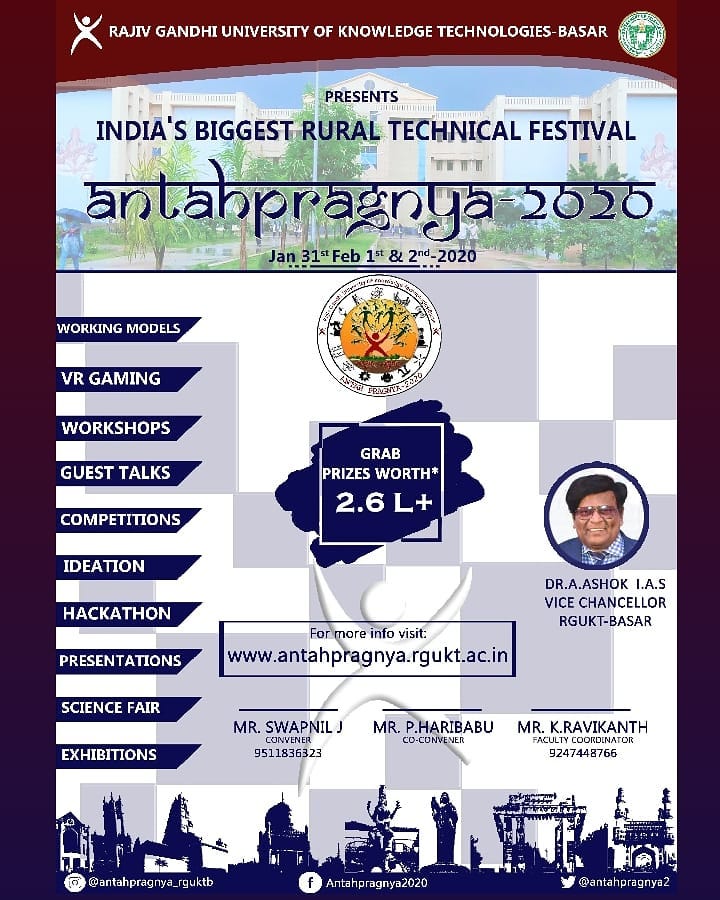 RAJIV GANDHI UNIVERSITY OF KNOWLEDGE TECHNOLOGIES-BASAR
PRESENTS
INDIA'S BIGGEST RURAL TECHNICAL FESTIVAL
antahpragnya-2020
Jan 31st Feb 1st & 2nd-2020
WORKING MODELS
VR GAMING
WORKSHOPS
GUEST TALKS
COMPETITIONS
IDEATION
HACKATHON
PRESENTATIONS
SCIENCE FAIR
EXHIBITIONS
ANTAH PRAGNYA-2020
GRAB
PRIZES WORTH*
2.6 L+
DR.A.ASHOK I.A.S
VICE CHANCELLOR
RGUKT-BASAR
For more info visit:
www.antahpragnya.rgukt.ac.in
MR. SWAPNIL J
CONVENER
9511836323
MR. P.HARIBABU
CO-CONVENER
MR. K.RAVIKANTH
FACULTY COORDINATOR
9247448766
@antahpragnya_rguktb
Antahpragnya2020
@antahpragnya2